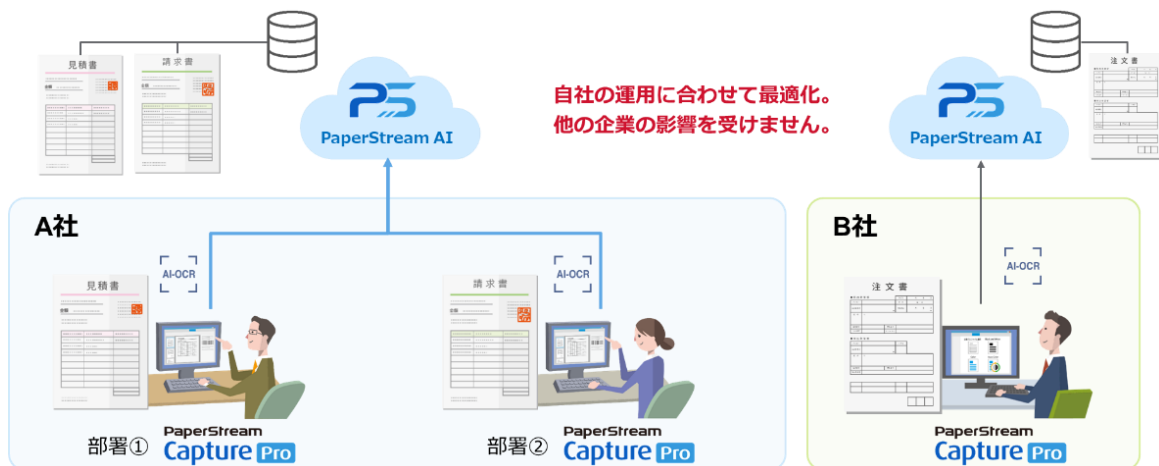 見積書
請求書
注文書
PS
PaperStream AI
自社の運用に合わせて最適化。
他の企業の影響を受けません。
PS
PaperStream AI
A社
B社
AI-OCR
AI-OCR
AI-OCR
見積書
請求書
注文書
部署①
PaperStream
Capture Pro
部署②
PaperStream
Capture Pro
PaperStream
Capture Pro